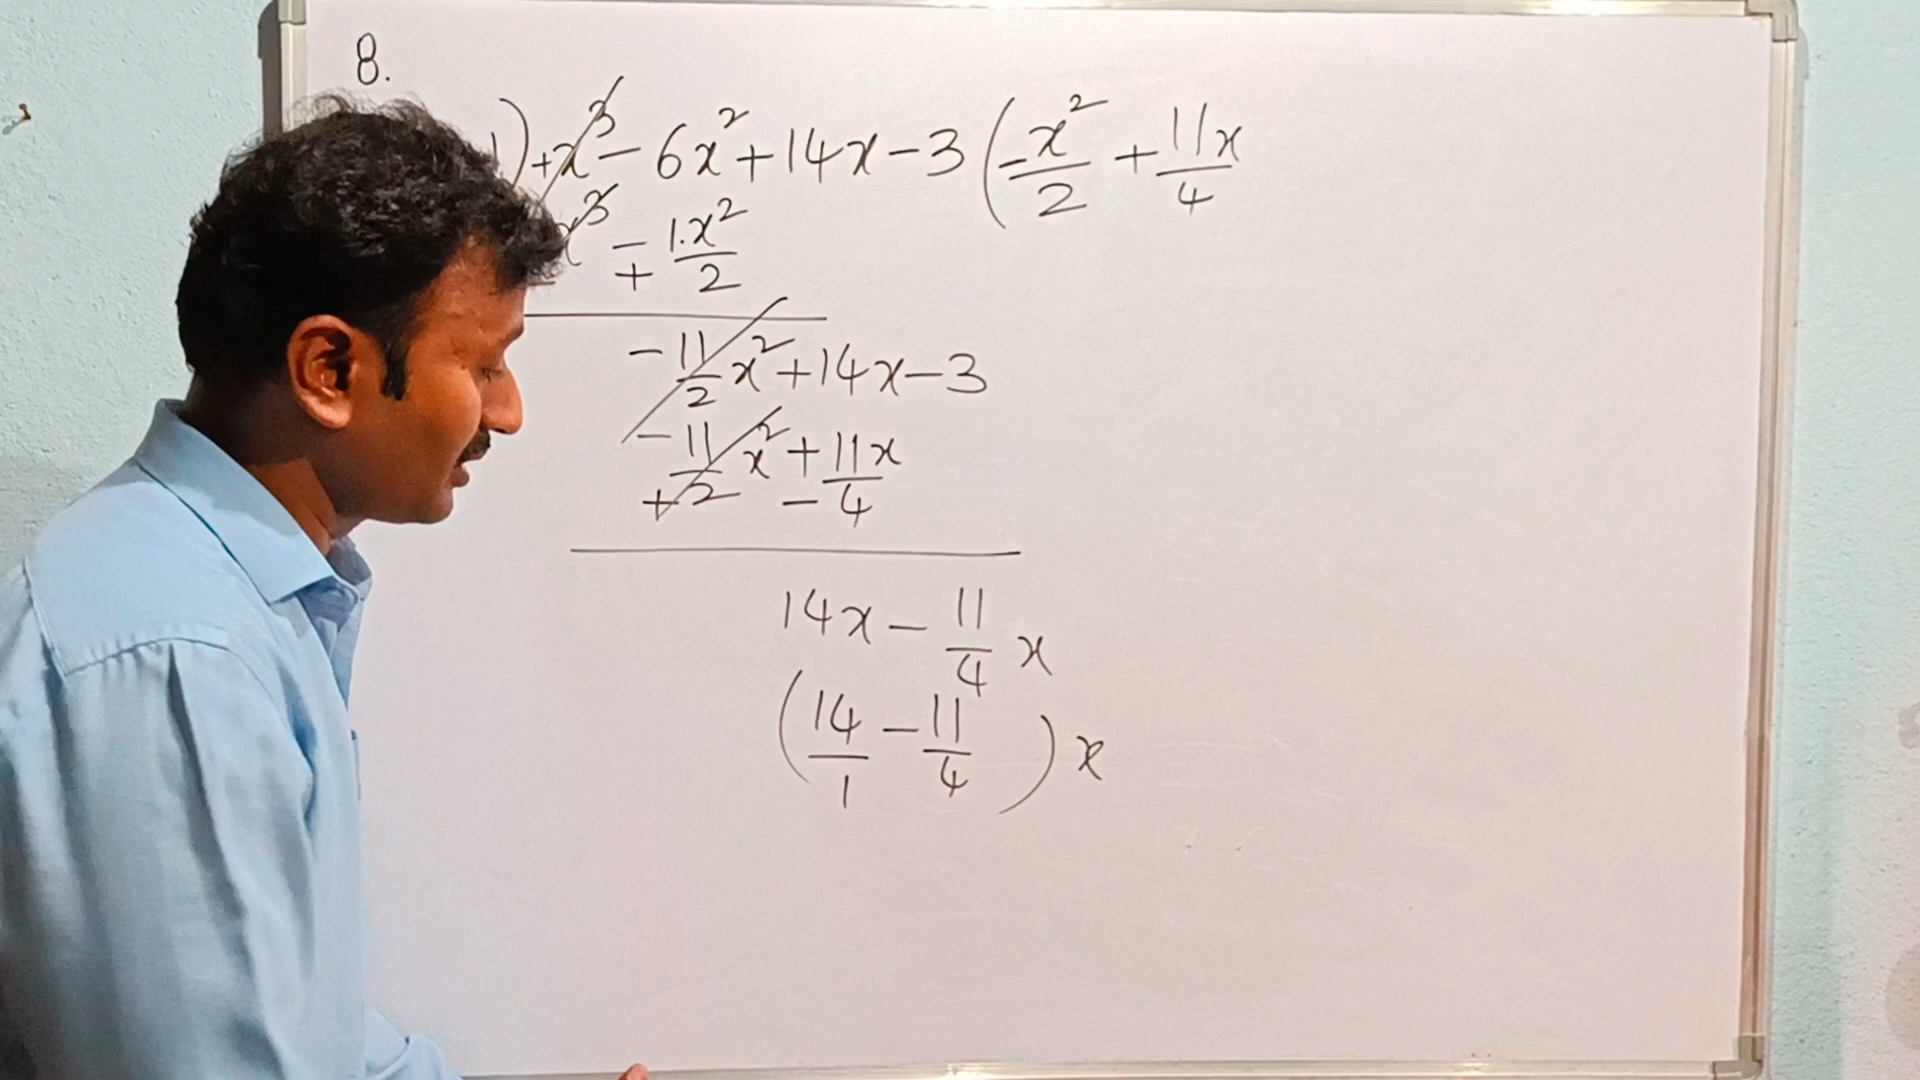 8.
1) +x³ - 6x² + 14x - 3 ( -x²/2 + 11x/4
x³ - 1.x²/2
+
-11/2 x² + 14x - 3
-11/2 x² + 11x/4
+ -
14x - 11/4 x
(14/1 - 11/4) x